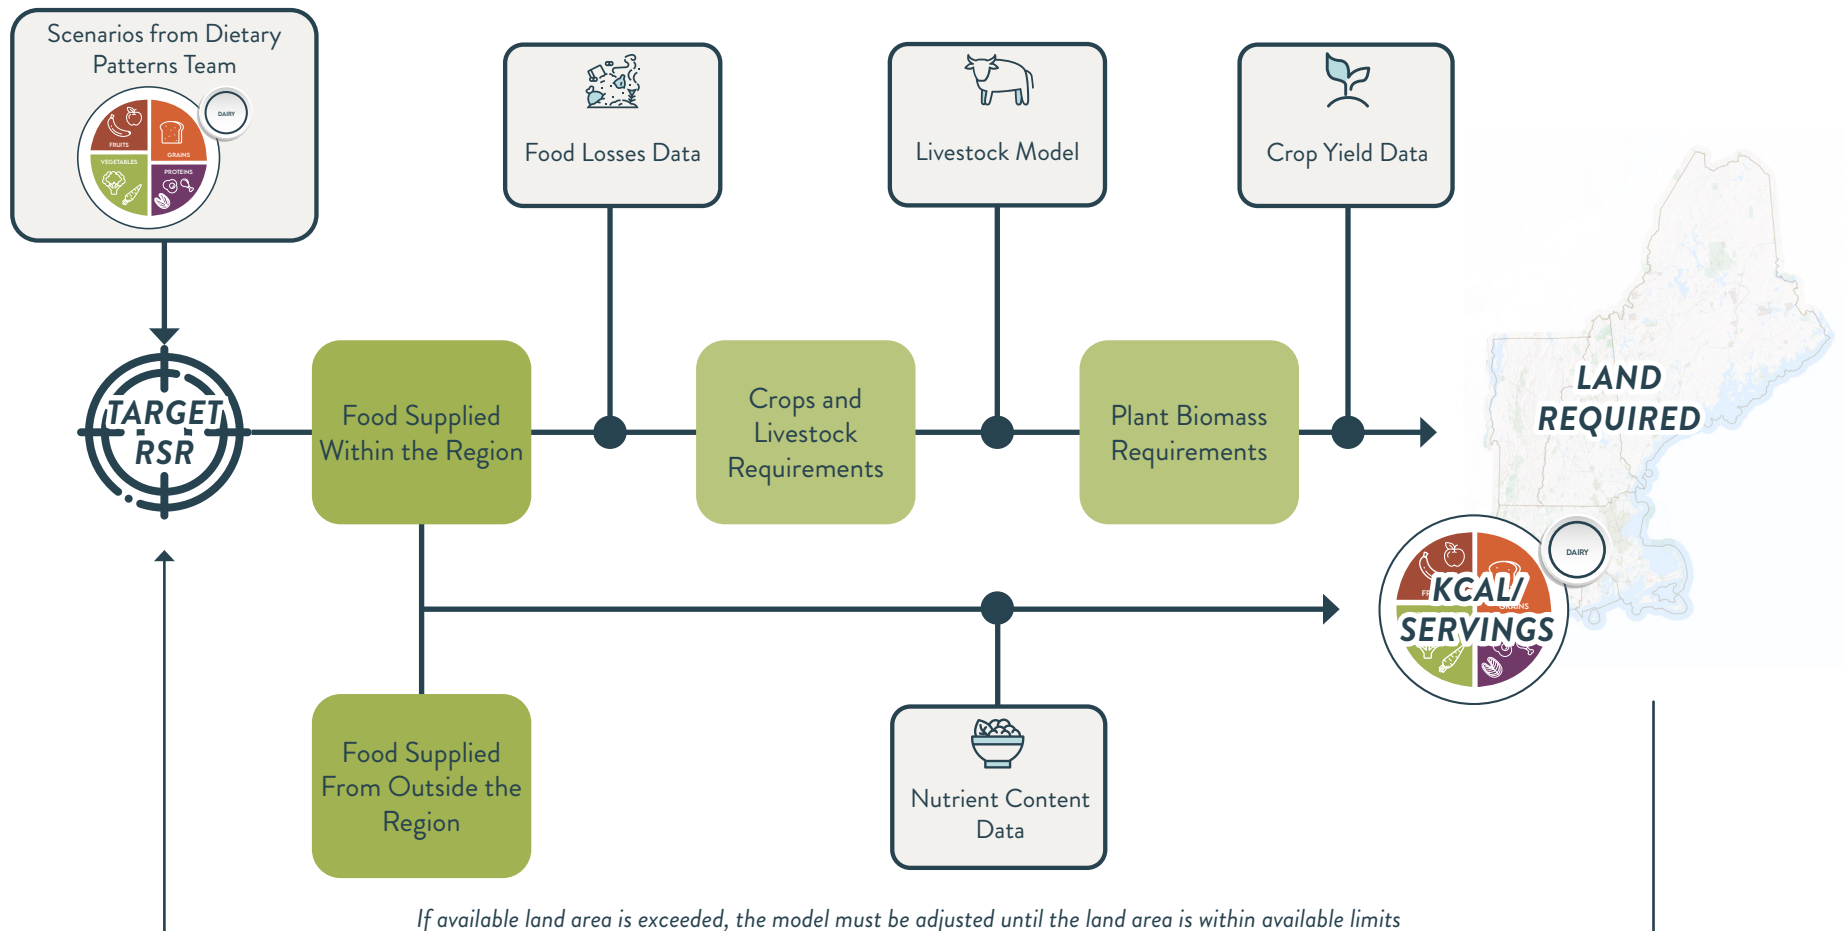 Scenarios from Dietary
Patterns Team
DAIRY
FRUITS
GRAINS
VEGETABLES
PROTEINS
Food Losses Data
Livestock Model
Crop Yield Data
TARGET
RSR
Food Supplied
Within the Region
Crops and
Livestock
Requirements
Plant Biomass
Requirements
LAND
REQUIRED
DAIRY
KCAL/
SERVINGS
Food Supplied
From Outside the
Region
Nutrient Content
Data
If available land area is exceeded, the model must be adjusted until the land area is within available limits